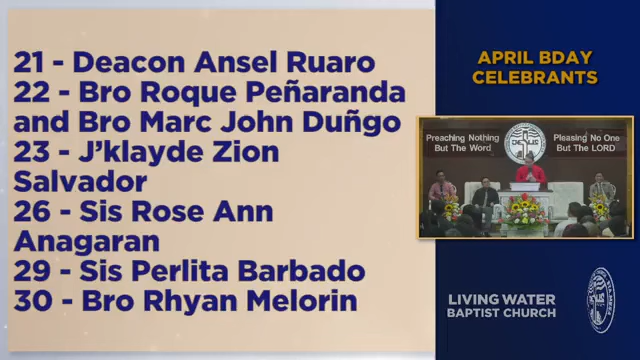 21 - Deacon Ansel Ruaro
22 - Bro Roque Peñaranda
and Bro Marc John Duñgo
23 - J’klayde Zion
Salvador
26 - Sis Rose Ann
Anagaran
29 - Sis Perlita Barbado
30 - Bro Rhyan Melorin
APRIL BDAY
CELEBRANTS
Preaching Nothing
But The Word
Pleasing No One
But The LORD
LIVING WATER
BAPTIST CHURCH